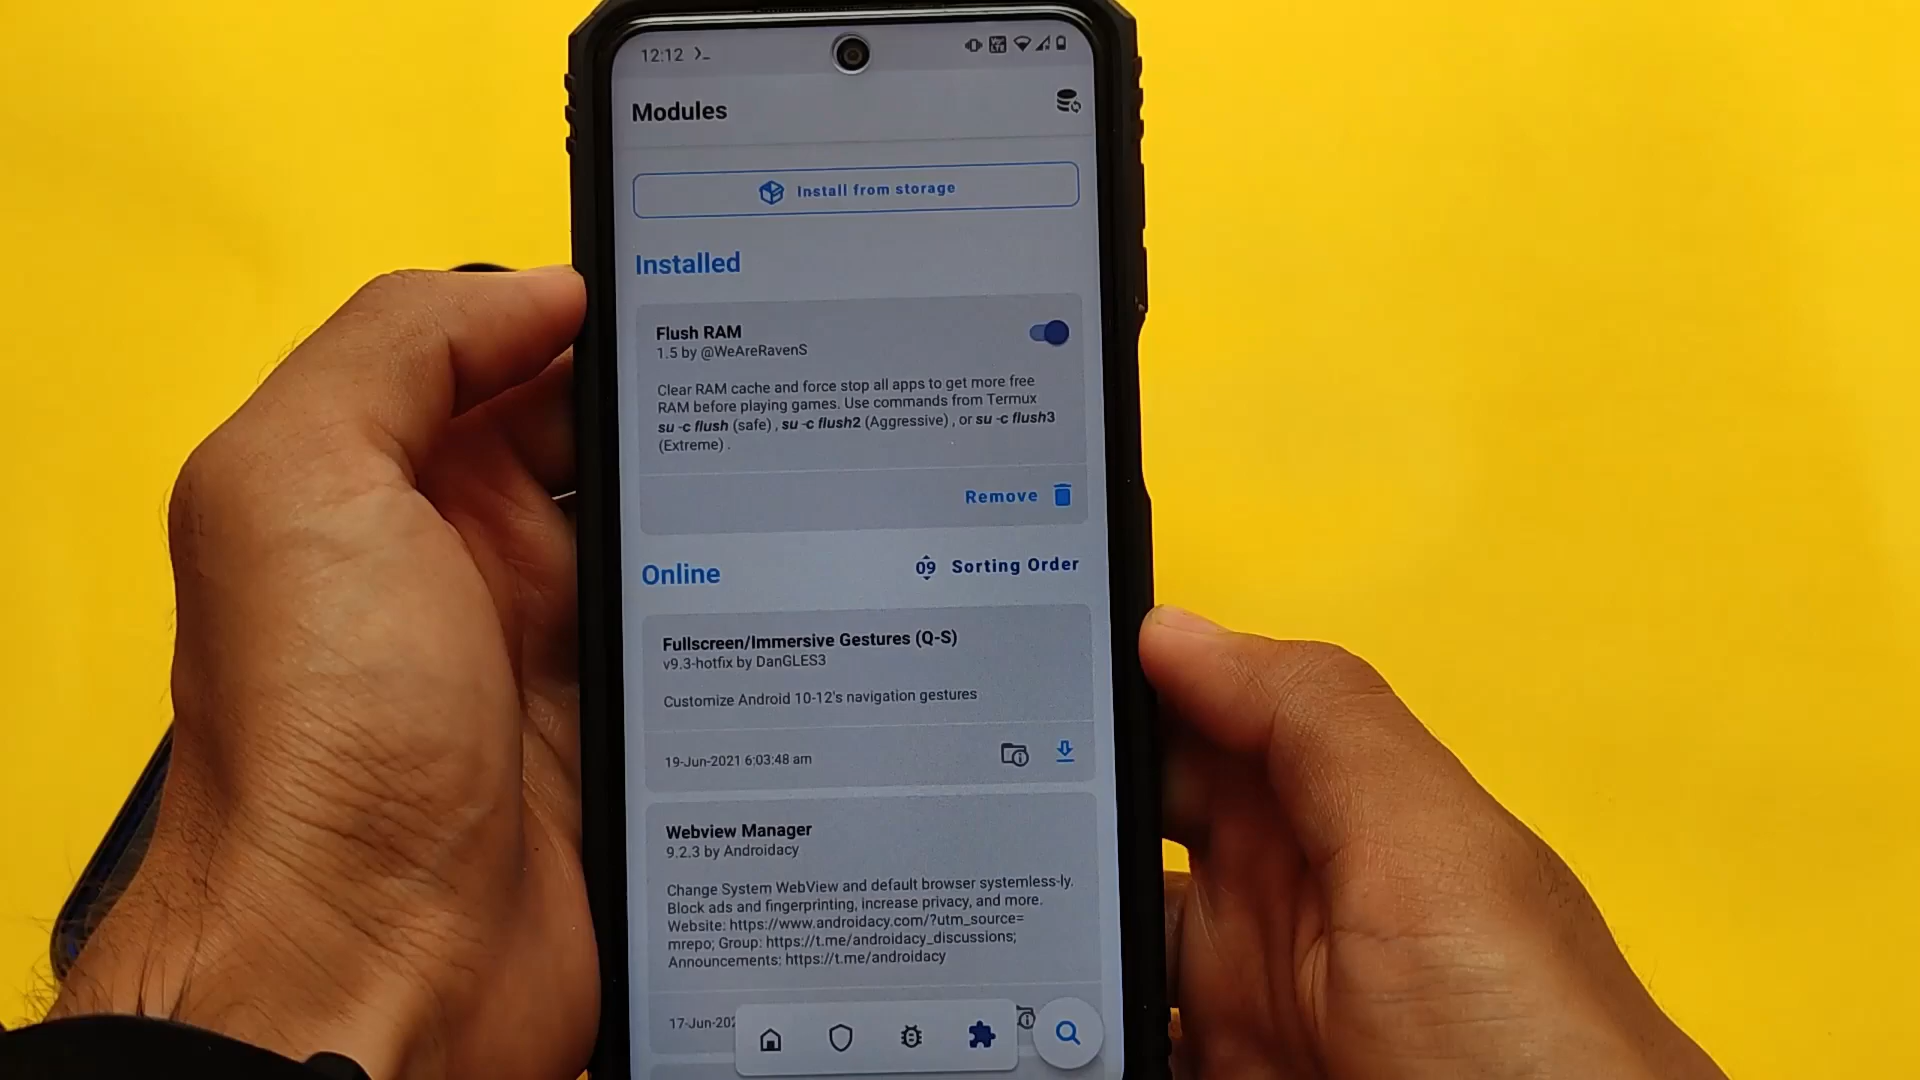 12:12 >_
Modules
Install from storage
Installed
Flush RAM
1.5 by @WeAreRavenS
Clear RAM cache and force stop all apps to get more free
RAM before playing games. Use commands from Termux
su -c flush (safe) , su -c flush2 (Aggressive) , or su -c flush3
(Extreme) .
Remove
Online
09 Sorting Order
Fullscreen/Immersive Gestures (Q-S)
v9.3-hotfix by DanGLES3
Customize Android 10-12's navigation gestures
19-Jun-2021 6:03:48 am
Webview Manager
9.2.3 by Androidacy
Change System WebView and default browser systemless-ly.
Block ads and fingerprinting, increase privacy, and more.
Website: https://www.androidacy.com/?utm_source=
mrepo; Group: https://t.me/androidacy_discussions;
Announcements: https://t.me/androidacy
17-Jun-202